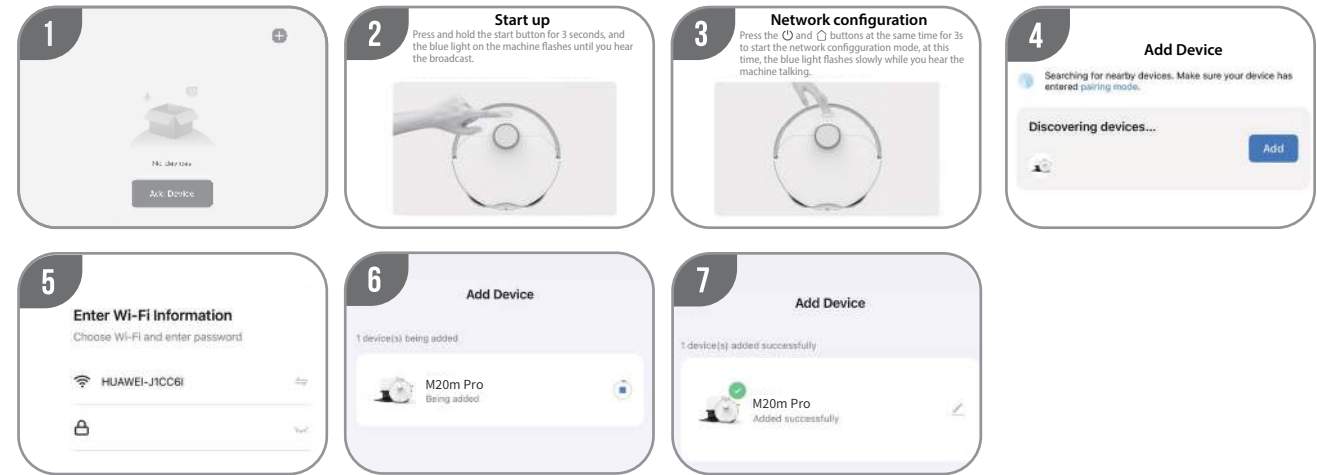 1
No devices
Add Device
2
Start up
Press and hold the start button for 3 seconds, and
the blue light on the machine flashes until you hear
the broadcast.
3
Network configuration
Press the and buttons at the same time for 3s
to start the network configguration mode, at this
time, the blue light flashes slowly while you hear the
machine talking.
4
Add Device
Searching for nearby devices. Make sure your device has
entered pairing mode.
Discovering devices...
Add
5
Enter Wi-Fi Information
Choose Wi-Fi and enter password
HUAWEI-J1CC6I
6
Add Device
1 device(s) being added
M20m Pro
Being added
7
Add Device
1 device(s) added successfully
M20m Pro
Added successfully